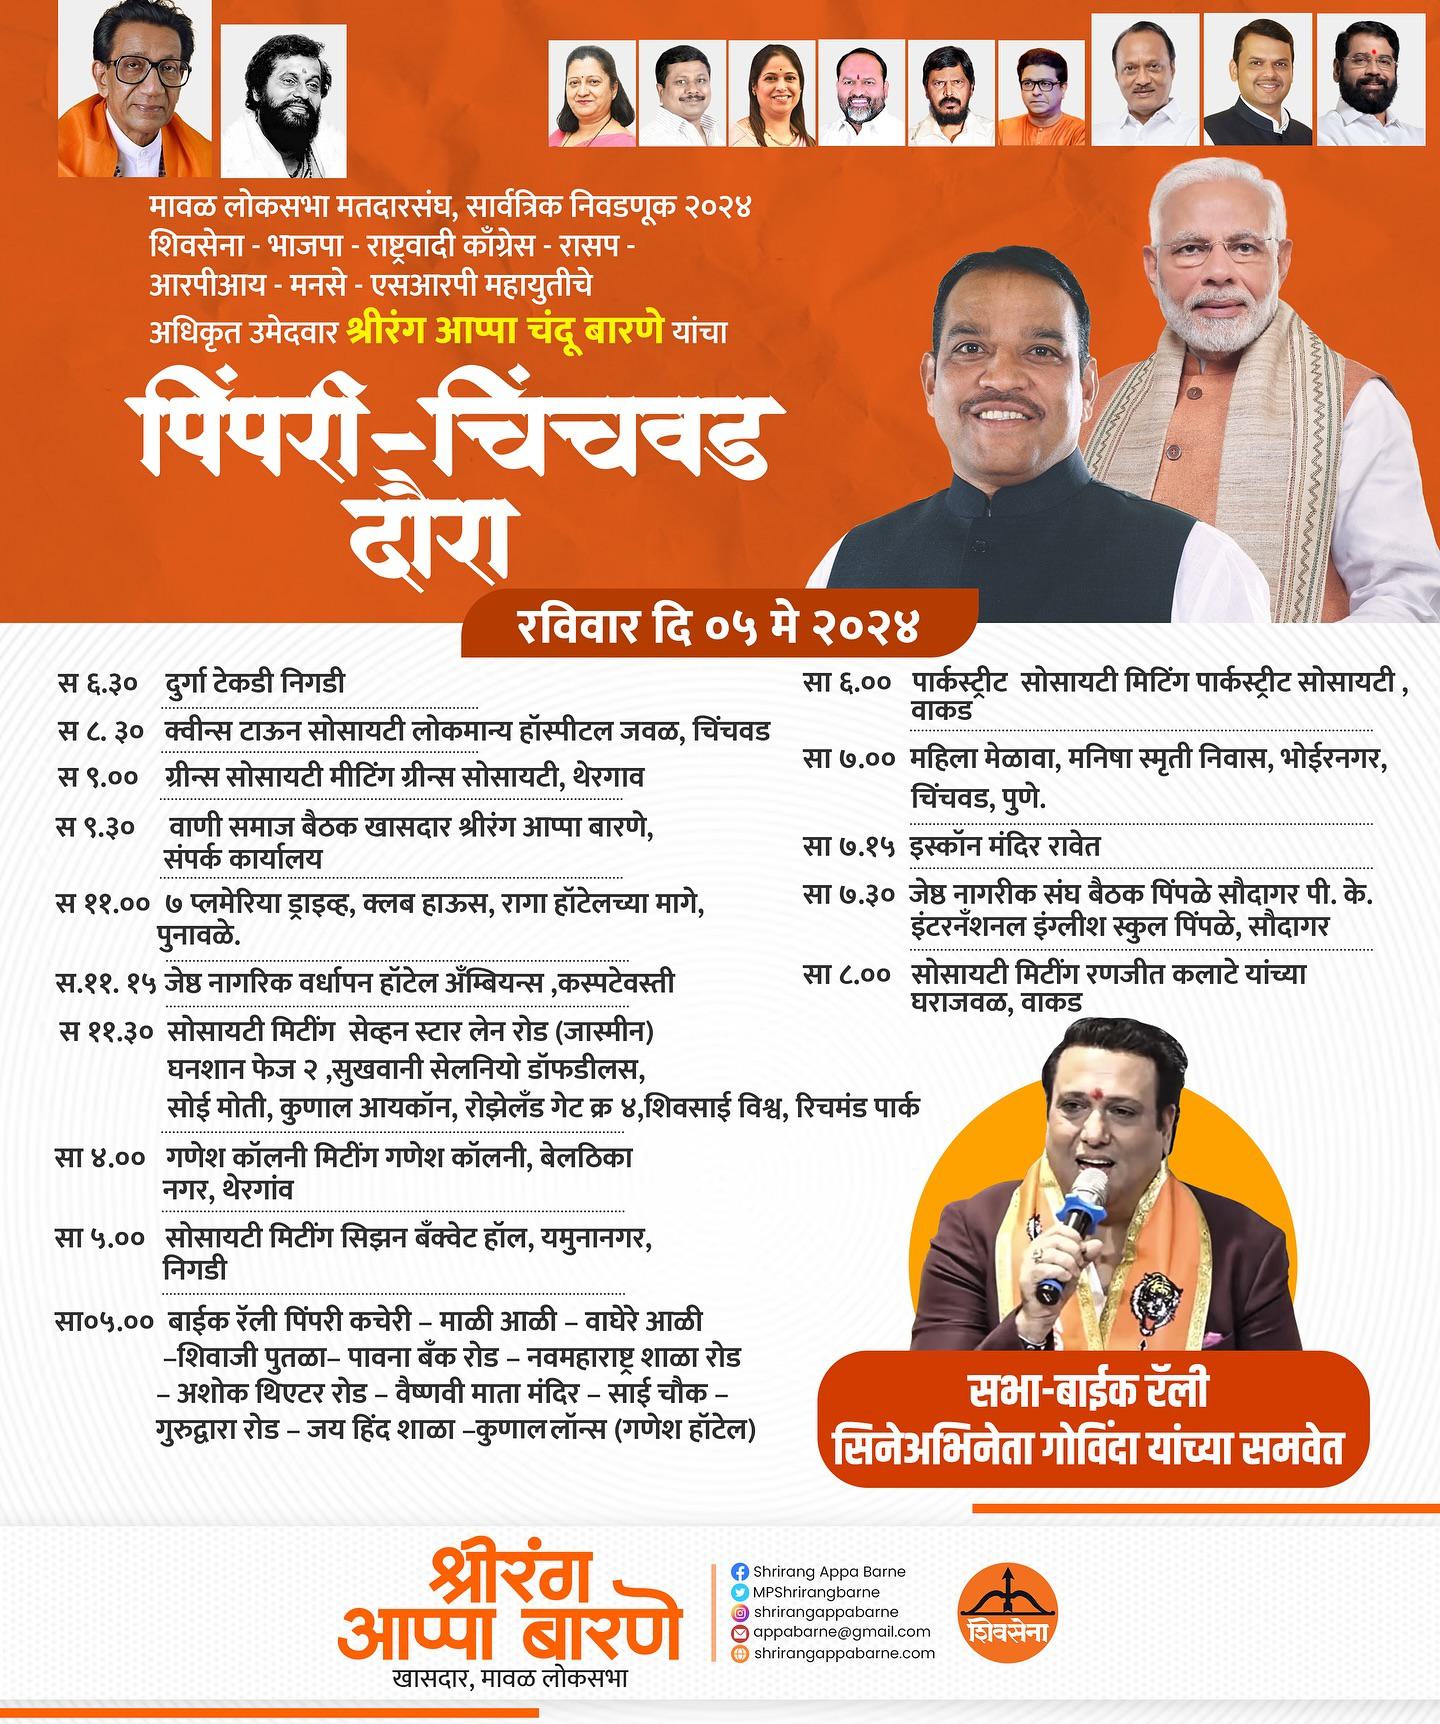 मावळ लोकसभा मतदारसंघ, सार्वत्रिक निवडणूक २०२४
शिवसेना - भाजपा - राष्ट्रवादी काँग्रेस - रासप -
आरपीआय - मनसे - एसआरपी महायुतीचे
अधिकृत उमेदवार श्रीरंग आप्पा चंदू बारणे यांचा
पिंपरी-चिंचवड
दौरा
रविवार दि ०५ मे २०२४
स ६.३० दुर्गा टेकडी निगडी
स ८. ३० क्वीन्स टाऊन सोसायटी लोकमान्य हॉस्पीटल जवळ, चिंचवड
स ९.०० ग्रीन्स सोसायटी मीटिंग ग्रीन्स सोसायटी, थेरगाव
स ९.३० वाणी समाज बैठक खासदार श्रीरंग आप्पा बारणे,
संपर्क कार्यालय
स ११.०० ७ प्लमेरिया ड्राइव्ह, क्लब हाऊस, रागा हॉटेलच्या मागे,
पुनावळे.
स.११. १५ जेष्ठ नागरिक वर्धापन हॉटेल अँम्बियन्स ,कस्पटेवस्ती
स ११.३० सोसायटी मिटींग सेव्हन स्टार लेन रोड (जास्मीन)
घनशान फेज २ ,सुखवानी सेलनियो डॉफडीलस,
सोई मोती, कुणाल आयकॉन, रोझेलँड गेट क्र ४,शिवसाई विश्व, रिचमंड पार्क
सा ४.०० गणेश कॉलनी मिटींग गणेश कॉलनी, बेलठिका
नगर, थेरगांव
सा ५.०० सोसायटी मिटींग सिझन बँक्वेट हॉल, यमुनानगर,
निगडी
सा०५.०० बाईक रॅली पिंपरी कचेरी – माळी आळी – वाघेरे आळी
–शिवाजी पुतळा– पावना बँक रोड – नवमहाराष्ट्र शाळा रोड
– अशोक थिएटर रोड – वैष्णवी माता मंदिर – साई चौक –
गुरुद्वारा रोड – जय हिंद शाळा –कुणाल लॉन्स (गणेश हॉटेल)
सा ६.०० पार्कस्ट्रीट सोसायटी मिटिंग पार्कस्ट्रीट सोसायटी ,
वाकड
सा ७.०० महिला मेळावा, मनिषा स्मृती निवास, भोईरनगर,
चिंचवड, पुणे.
सा ७.१५ इस्कॉन मंदिर रावेत
सा ७.३० जेष्ठ नागरीक संघ बैठक पिंपळे सौदागर पी. के.
इंटरनँशनल इंग्लीश स्कुल पिंपळे, सौदागर
सा ८.०० सोसायटी मिटींग रणजीत कलाटे यांच्या
घराजवळ, वाकड
सभा-बाईक रॅली
सिनेअभिनेता गोविंदा यांच्या समवेत
श्रीरंग
आप्पा बारणे
खासदार, मावळ लोकसभा
Shrirang Appa Barne
MPShrirangbarne
shrirangappabarne
appabarne@gmail.com
shrirangappabarne.com
शिवसेना